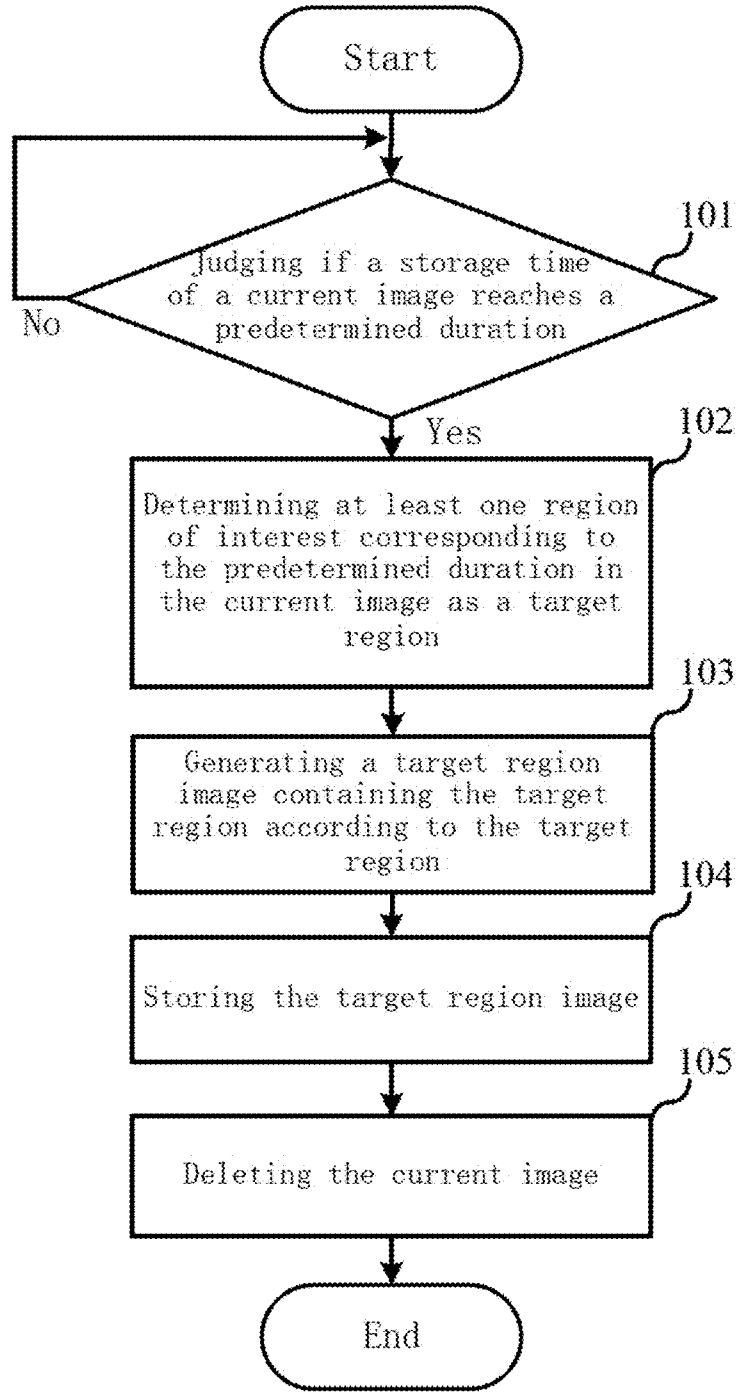 Start
101
Judging if a storage time
of a current image reaches a
predetermined duration
No
Yes
102
Determining at least one region
of interest corresponding to
the predetermined duration in
the current image as a target
region
103
Generating a target region
image containing the target
region according to the target
region
104
Storing the target region image
105
Deleting the current image
End